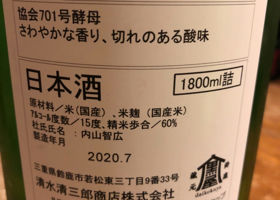 協会701号酵母
さわやかな香り、切れのある酸味
日本酒
1800ml詰
原材料／米(国産)、米麹（国産米）
アルコール度数／15度、精米歩合／60%
杜氏氏名：内山智広
製造年月
2020.7
三重県鈴鹿市若松東三丁目9番33号
清水清三郎商店株式会社
蔵元